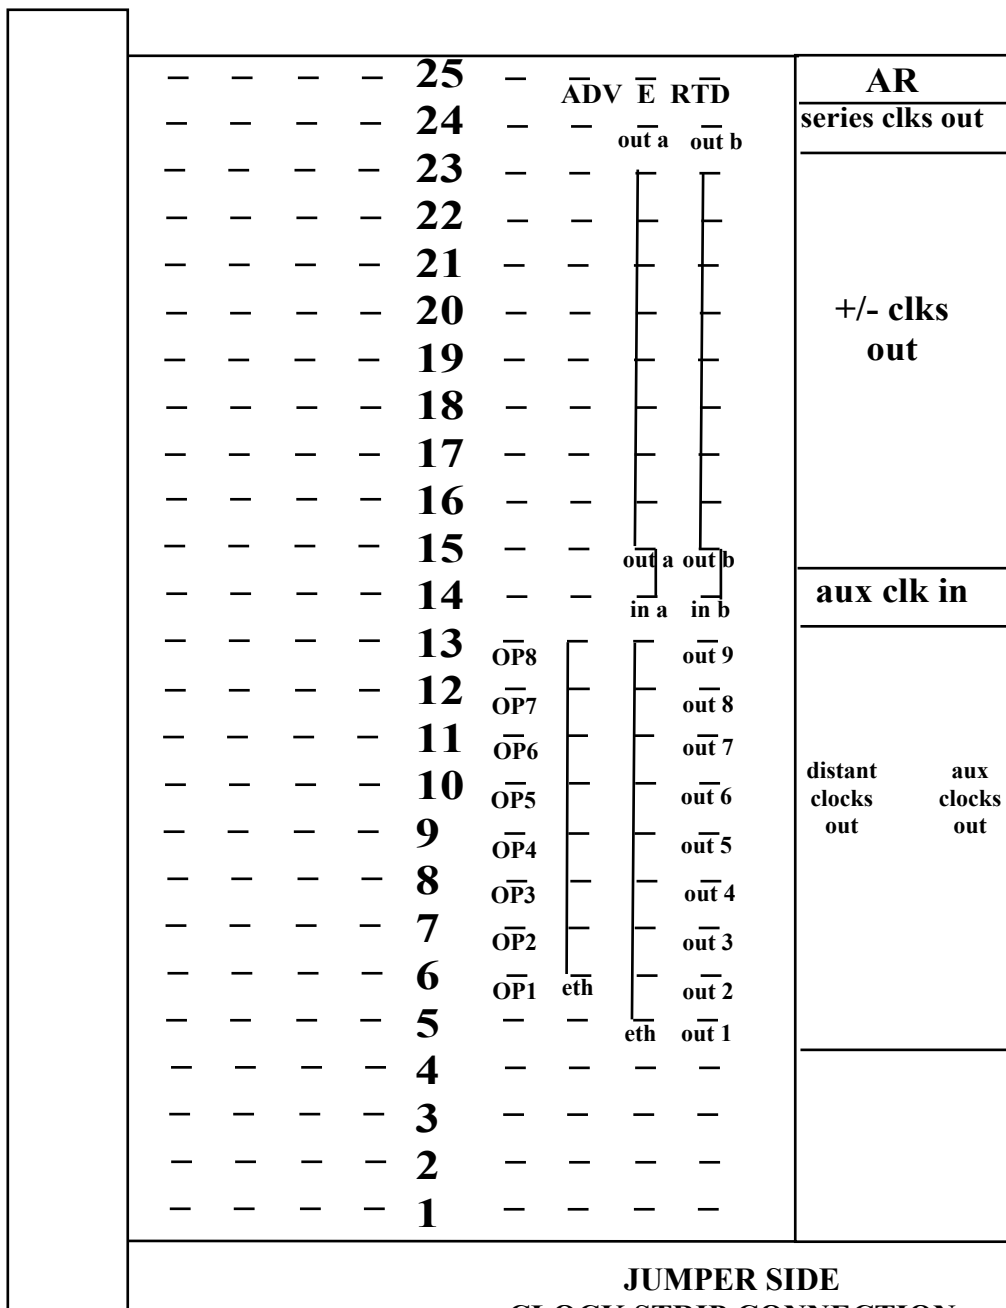 25 ADV E RTD AR
24 out a out b series clks out
23
22
21
20 +/- clks
19 out
18
17
16
15 out a out b
14 in a in b aux clk in
13 OP8 out 9
12 OP7 out 8
11 OP6 out 7
10 OP5 out 6 distant aux
clocks clocks
9 OP4 out 5 out out
8 OP3 out 4
7 OP2 out 3
6 OP1 eth out 2
5 eth out 1
4
3
2
1
JUMPER SIDE
CLOCK STRIP CONNECTION